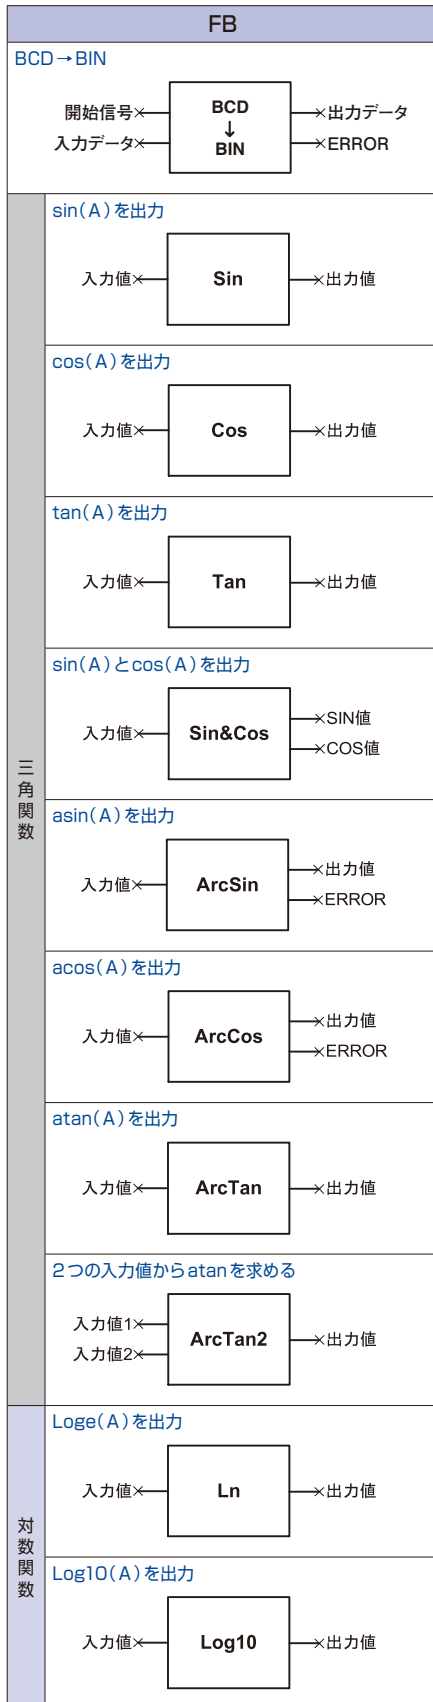 FB
BCD→BIN
開始信号
入力データ
BCD
↓
BIN
出力データ
ERROR
三角関数
sin(A)を出力
入力値
Sin
出力値
cos(A)を出力
入力値
Cos
出力値
tan(A)を出力
入力値
Tan
出力値
sin(A)とcos(A)を出力
入力値
Sin&Cos
SIN値
COS値
asin(A)を出力
入力値
ArcSin
出力値
ERROR
acos(A)を出力
入力値
ArcCos
出力値
ERROR
atan(A)を出力
入力値
ArcTan
出力値
2つの入力値からatanを求める
入力値1
入力値2
ArcTan2
出力値
対数関数
Loge(A)を出力
入力値
Ln
出力値
Log10(A)を出力
入力値
Log10
出力値